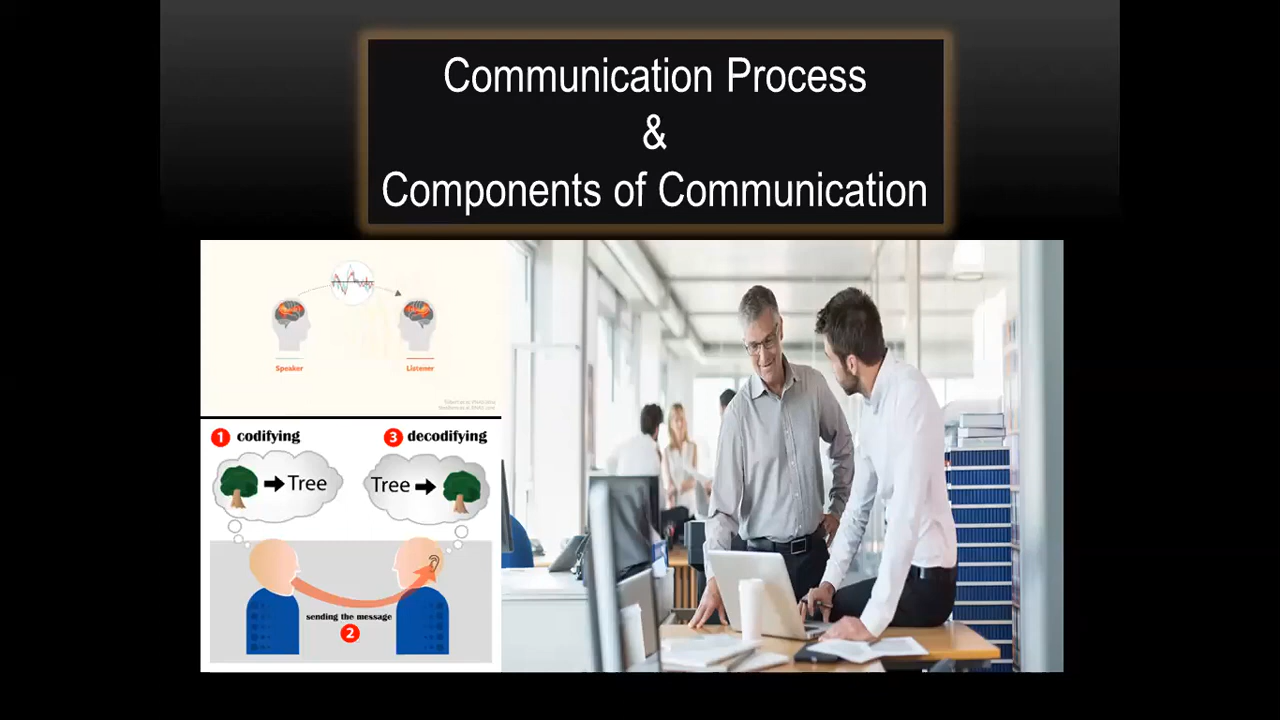 Communication Process
&
Components of Communication
Speaker
Listener
1 codifying
3 decodifying
Tree
Tree
sending the message
2